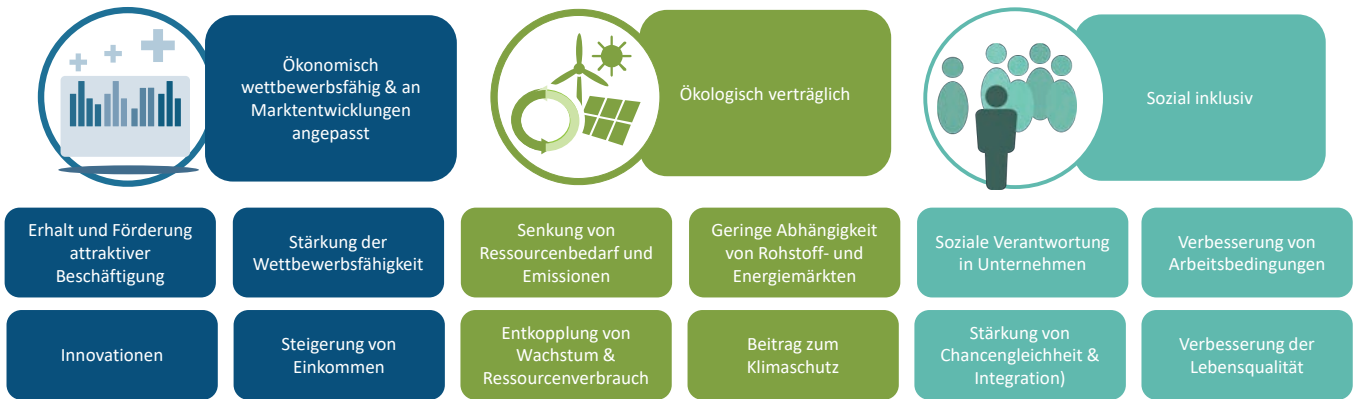 Ökonomisch
wettbewerbsfähig & an
Marktentwicklungen
angepasst
Ökologisch verträglich
Sozial inklusiv
Erhalt und Förderung
attraktiver
Beschäftigung
Stärkung der
Wettbewerbsfähigkeit
Senkung von
Ressourcenbedarf und
Emissionen
Geringe Abhängigkeit
von Rohstoff- und
Energiemärkten
Soziale Verantwortung
in Unternehmen
Verbesserung von
Arbeitsbedingungen
Innovationen
Steigerung von
Einkommen
Entkopplung von
Wachstum &
Ressourcenverbrauch
Beitrag zum
Klimaschutz
Stärkung von
Chancengleichheit &
Integration)
Verbesserung der
Lebensqualität